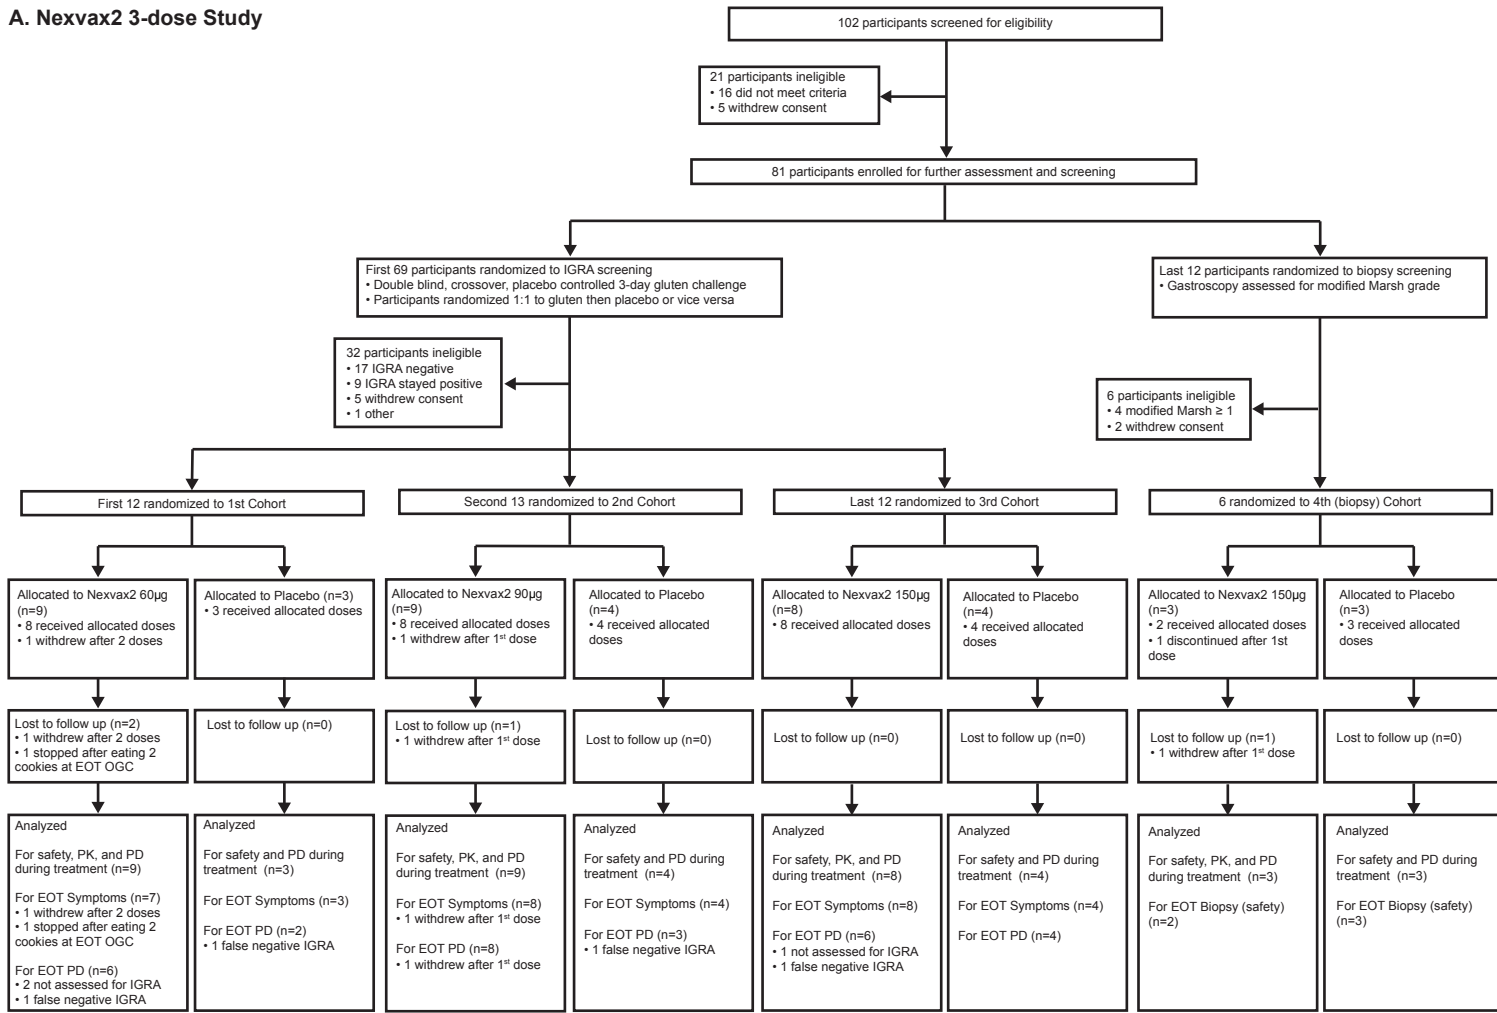 A. Nexvax2 3-dose Study
102 participants screened for eligibility
21 participants ineligible
• 16 did not meet criteria
• 5 withdrew consent
81 participants enrolled for further assessment and screening
First 69 participants randomized to IGRA screening
• Double blind, crossover, placebo controlled 3-day gluten challenge
• Participants randomized 1:1 to gluten then placebo or vice versa
Last 12 participants randomized to biopsy screening
• Gastroscopy assessed for modified Marsh grade
32 participants ineligible
• 17 IGRA negative
• 9 IGRA stayed positive
• 5 withdrew consent
• 1 other
6 participants ineligible
• 4 modified Marsh ≥ 1
• 2 withdrew consent
First 12 randomized to 1st Cohort
Second 13 randomized to 2nd Cohort
Last 12 randomized to 3rd Cohort
6 randomized to 4th (biopsy) Cohort
Allocated to Nexvax2 60µg
(n=9)
• 8 received allocated doses
• 1 withdrew after 2 doses
Allocated to Placebo (n=3)
• 3 received allocated doses
Allocated to Nexvax2 90µg
(n=9)
• 8 received allocated doses
• 1 withdrew after 1st dose
Allocated to Placebo
(n=4)
• 4 received allocated
doses
Allocated to Nexvax2 150µg
(n=8)
• 8 received allocated doses
Allocated to Placebo
(n=4)
• 4 received allocated
doses
Allocated to Nexvax2 150µg
(n=3)
• 2 received allocated doses
• 1 discontinued after 1st
dose
Allocated to Placebo
(n=3)
• 3 received allocated
doses
Lost to follow up (n=2)
• 1 withdrew after 2 doses
• 1 stopped after eating 2
cookies at EOT OGC
Lost to follow up (n=0)
Lost to follow up (n=1)
• 1 withdrew after 1st dose
Lost to follow up (n=0)
Lost to follow up (n=0)
Lost to follow up (n=0)
Lost to follow up (n=1)
• 1 withdrew after 1st dose
Lost to follow up (n=0)
Analyzed
For safety, PK, and PD
during treatment (n=9)
For EOT Symptoms (n=7)
• 1 withdrew after 2 doses
• 1 stopped after eating 2
cookies at EOT OGC
For EOT PD (n=6)
• 2 not assessed for IGRA
• 1 false negative IGRA
Analyzed
For safety and PD during
treatment (n=3)
For EOT Symptoms (n=3)
For EOT PD (n=2)
• 1 false negative IGRA
Analyzed
For safety, PK, and PD
during treatment (n=9)
For EOT Symptoms (n=8)
• 1 withdrew after 1st dose
For EOT PD (n=8)
• 1 withdrew after 1st dose
Analyzed
For safety and PD during
treatment (n=4)
For EOT Symptoms (n=4)
For EOT PD (n=3)
• 1 false negative IGRA
Analyzed
For safety, PK, and PD
during treatment (n=8)
For EOT Symptoms (n=8)
For EOT PD (n=6)
• 1 not assessed for IGRA
• 1 false negative IGRA
Analyzed
For safety and PD during
treatment (n=4)
For EOT Symptoms (n=4)
For EOT PD (n=4)
Analyzed
For safety, PK, and PD
during treatment (n=3)
For EOT Biopsy (safety)
(n=2)
Analyzed
For safety and PD during
treatment (n=3)
For EOT Biopsy (safety)
(n=3)